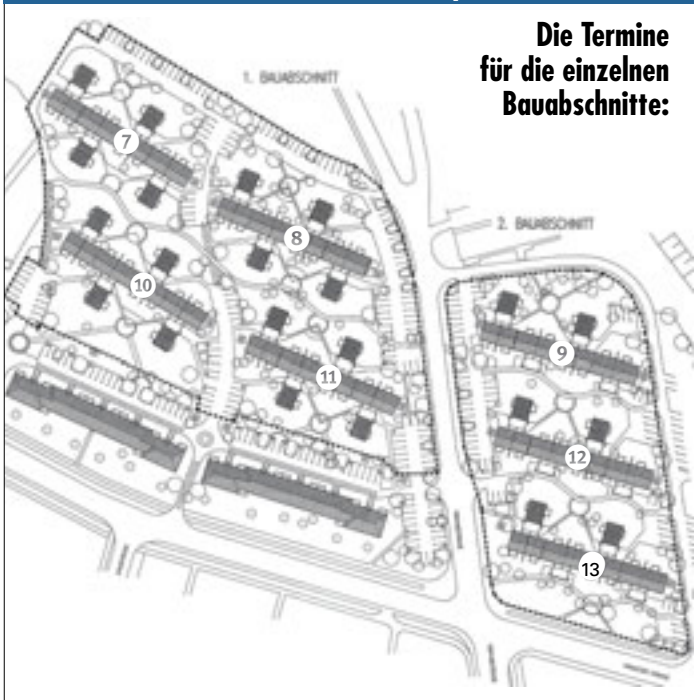 Die Termine
für die einzelnen
Bauabschnitte:
1. BAUABSCHNITT
7
8
2. BAUABSCHNITT
10
9
11
12
13